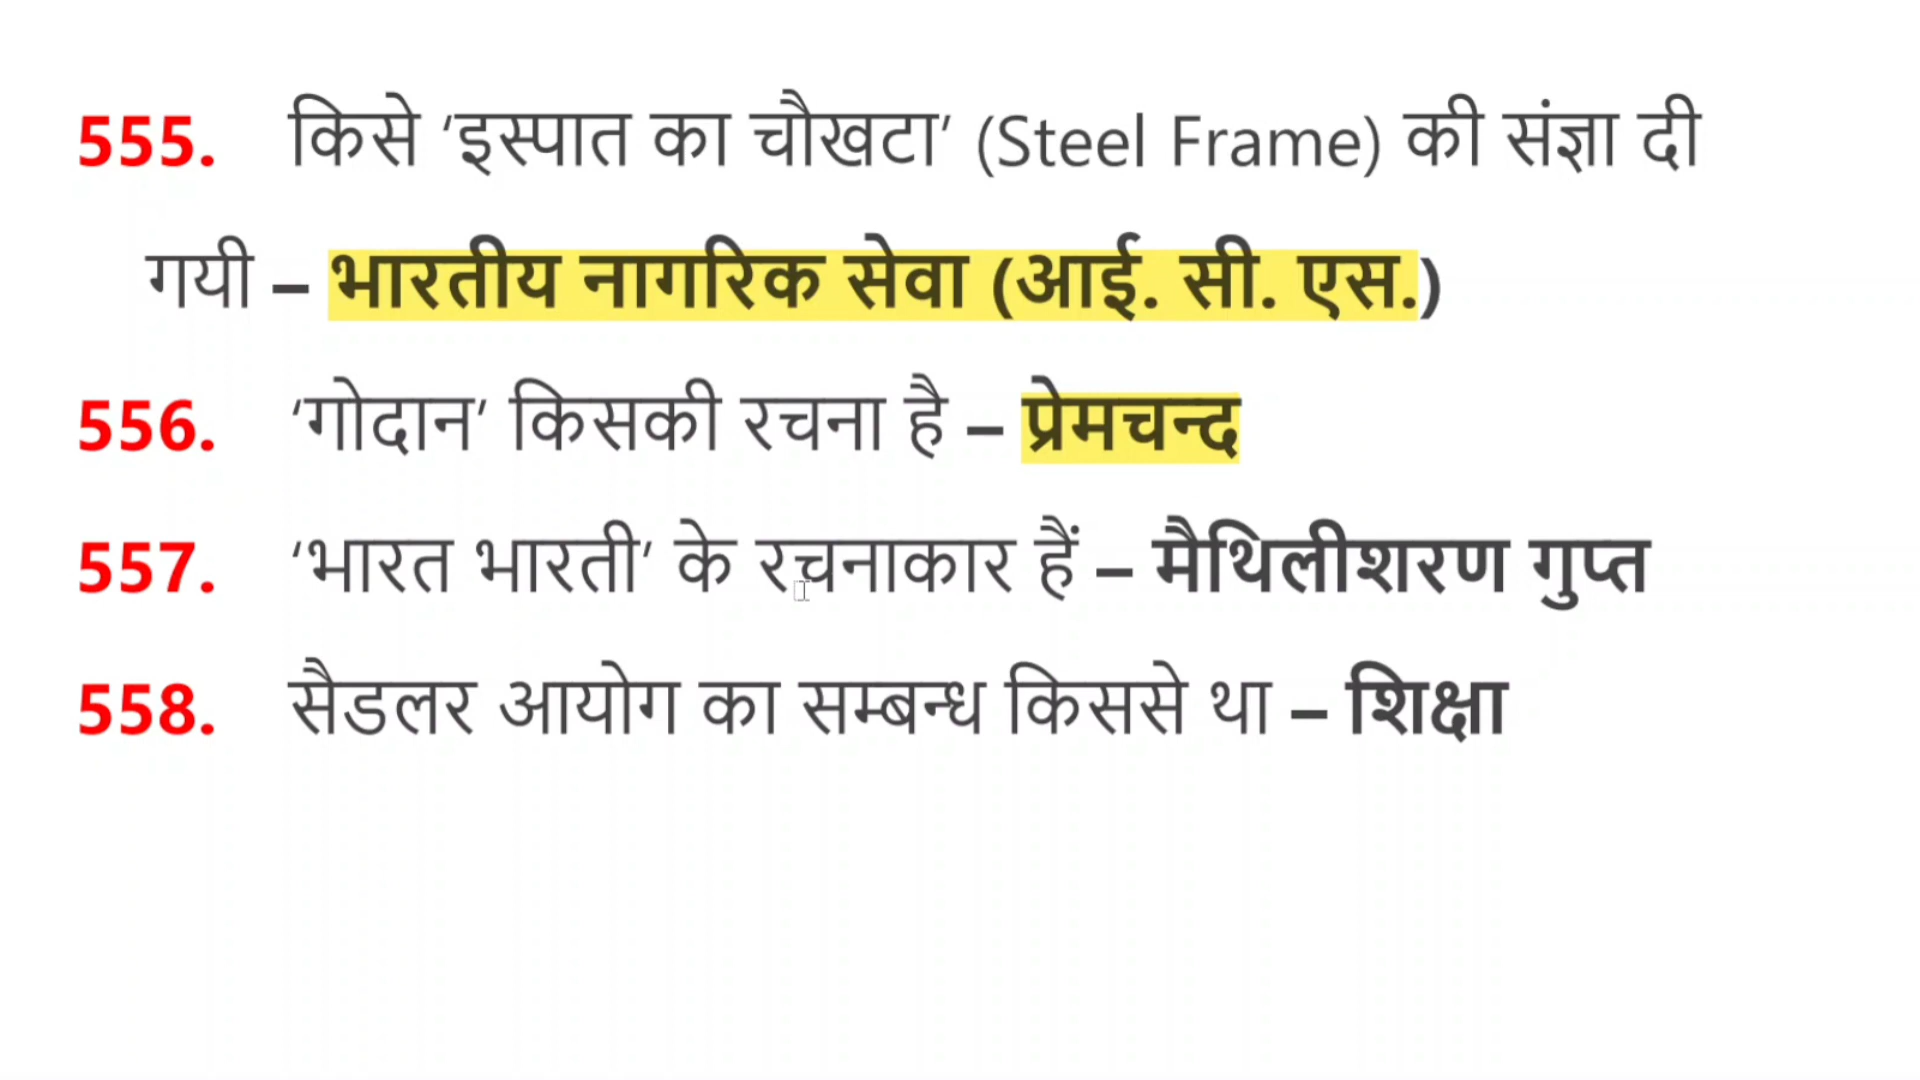 555. किसे ‘इस्पात का चौखटा’ (Steel Frame) की संज्ञा दी
गयी – भारतीय नागरिक सेवा (आई. सी. एस.)
556. ‘गोदान’ किसकी रचना है – प्रेमचन्द
557. ‘भारत भारती’ के रचनाकार हैं – मैथिलीशरण गुप्त
558. सैडलर आयोग का सम्बन्ध किससे था – शिक्षा